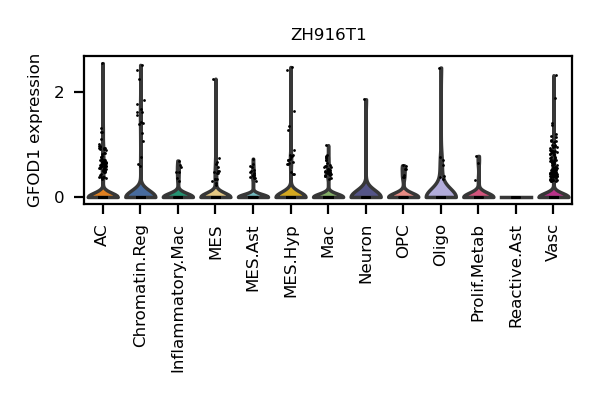 ZH916T1
GFOD1 expression
2
0
AC
Chromatin.Reg
Inflammatory.Mac
MES
MES.Ast
MES.Hyp
Mac
Neuron
OPC
Oligo
Prolif.Metab
Reactive.Ast
Vasc